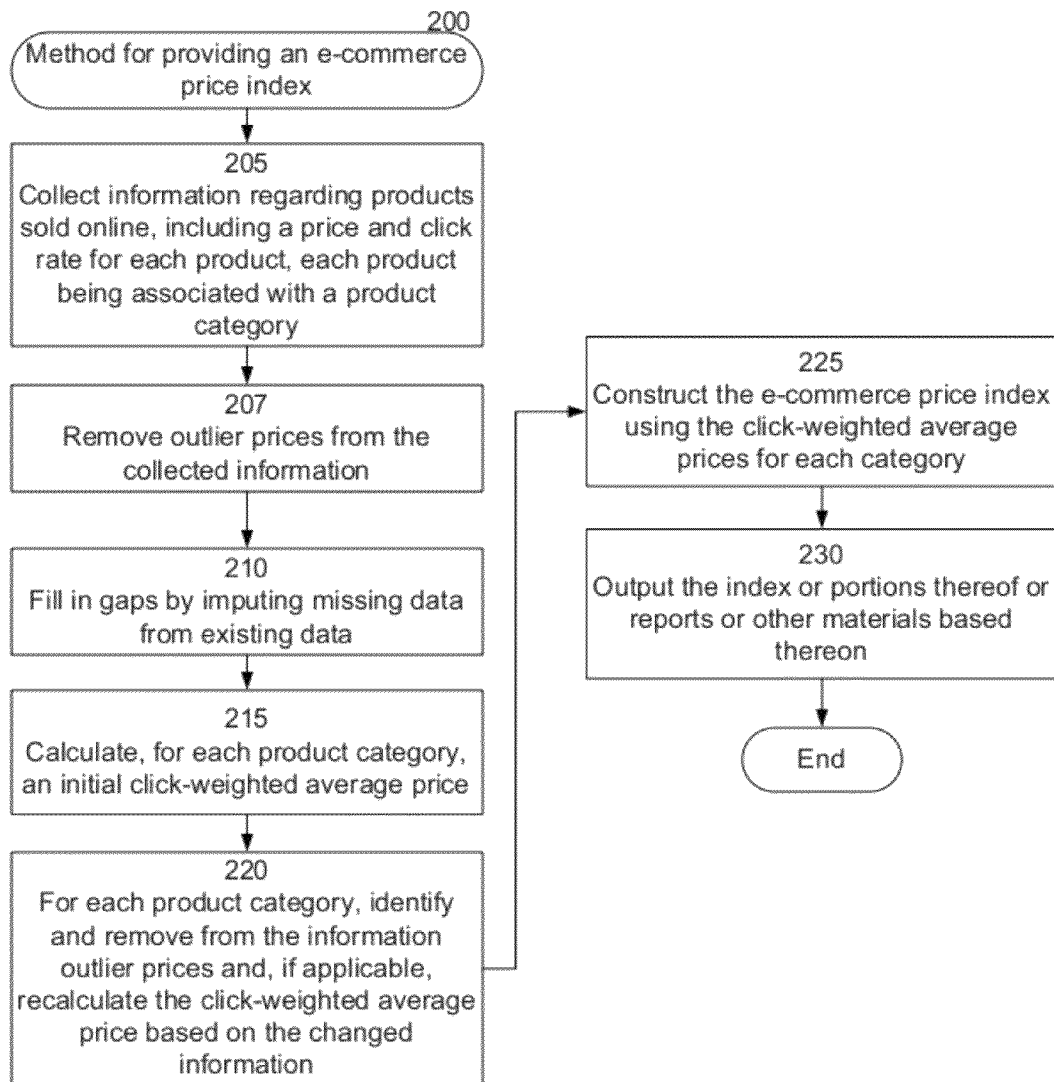 200
Method for providing an e-commerce
price index
205
Collect information regarding products
sold online, including a price and click
rate for each product, each product
being associated with a product
category
207
Remove outlier prices from the
collected information
210
Fill in gaps by imputing missing data
from existing data
215
Calculate, for each product category,
an initial click-weighted average price
220
For each product category, identify
and remove from the information
outlier prices and, if applicable,
recalculate the click-weighted average
price based on the changed
information
225
Construct the e-commerce price index
using the click-weighted average
prices for each category
230
Output the index or portions thereof or
reports or other materials based
thereon
End